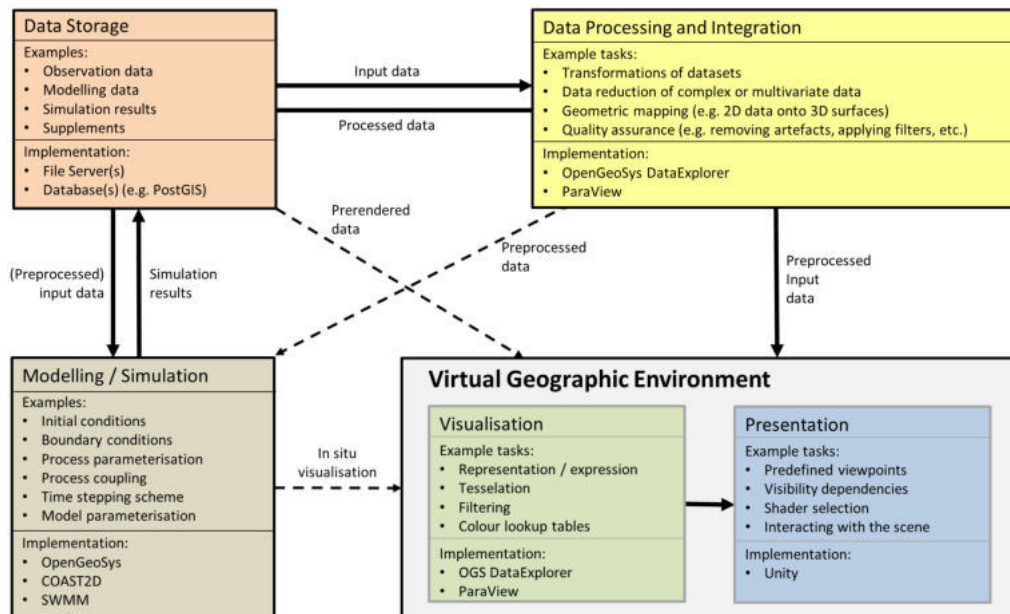 Data Storage
Examples:
• Observation data
• Modelling data
• Simulation results
• Supplements
Implementation:
• File Server(s)
• Database(s) (e.g. PostGIS)
Input data
Processed data
Data Processing and Integration
Example tasks:
• Transformations of datasets
• Data reduction of complex or multivariate data
• Geometric mapping (e.g. 2D data onto 3D surfaces)
• Quality assurance (e.g. removing artefacts, applying filters, etc.)
Implementation:
• OpenGeoSys DataExplorer
• ParaView
(Preprocessed)
input data
Simulation
results
Prerendered
data
Preprocessed
data
Preprocessed
Input
data
Modelling / Simulation
Examples:
• Initial conditions
• Boundary conditions
• Process parameterisation
• Process coupling
• Time stepping scheme
• Model parameterisation
Implementation:
• OpenGeoSys
• COAST2D
• SWMM
In situ
visualisation
Virtual Geographic Environment
Visualisation
Example tasks:
• Representation / expression
• Tesselation
• Filtering
• Colour lookup tables
Implementation:
• OGS DataExplorer
• ParaView
Presentation
Example tasks:
• Predefined viewpoints
• Visibility dependencies
• Shader selection
• Interacting with the scene
Implementation:
• Unity